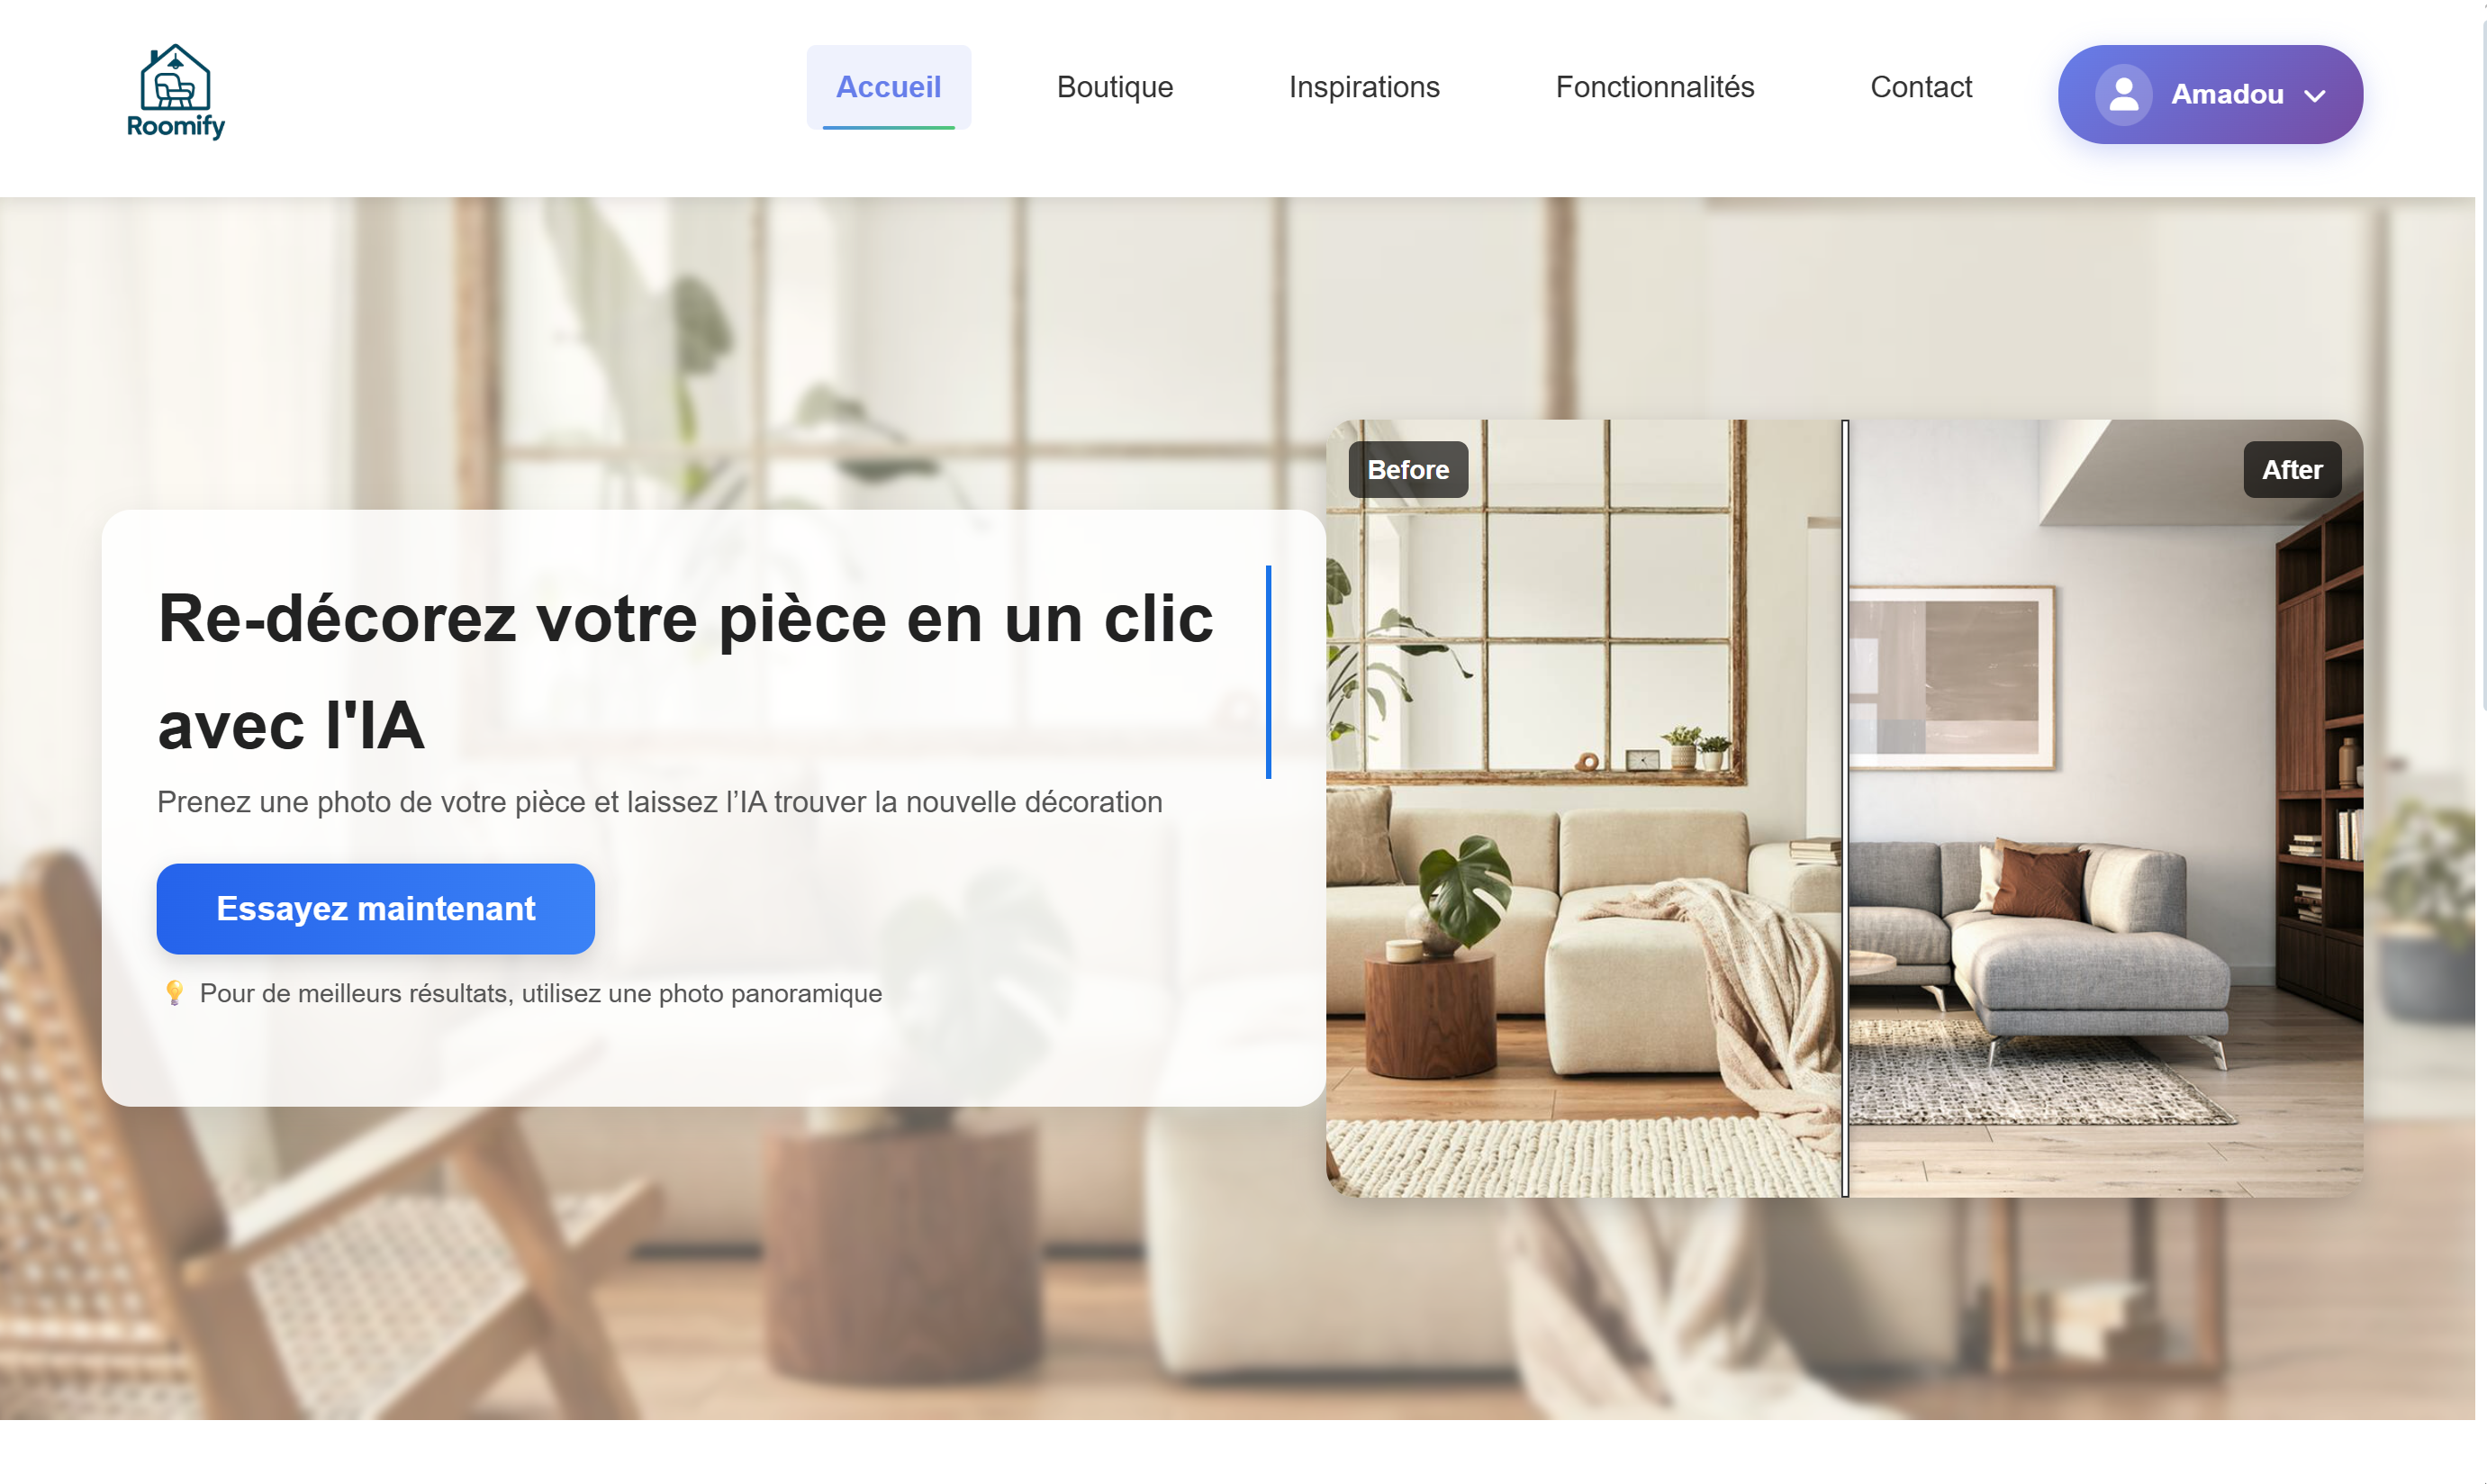 Roomify
Accueil
Boutique
Inspirations
Fonctionnalités
Contact
Amadou
Re-décorez votre pièce en un clic
avec l'IA
Prenez une photo de votre pièce et laissez l’IA trouver la nouvelle décoration
Essayez maintenant
💡 Pour de meilleurs résultats, utilisez une photo panoramique
Before
After